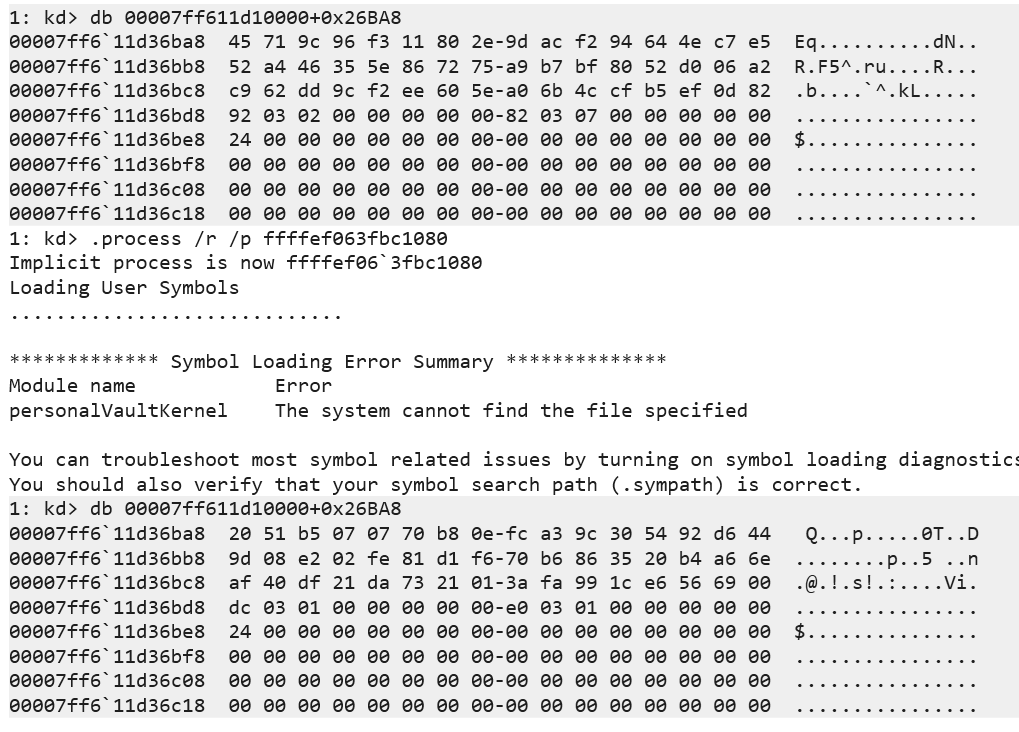 1: kd> db 00007ff611d10000+0x26BA8
00007ff6`11d36ba8  45 71 9c 96 f3 11 80 2e-9d ac f2 94 64 4e c7 e5  Eq..........dN..
00007ff6`11d36bb8  52 a4 46 35 5e 86 72 75-a9 b7 bf 80 52 d0 06 a2  R.F5^.ru....R...
00007ff6`11d36bc8  c9 62 dd 9c f2 ee 60 5e-a0 6b 4c cf b5 ef 0d 82  .b....`^.kL.....
00007ff6`11d36bd8  92 03 02 00 00 00 00 00-82 03 07 00 00 00 00 00  ................
00007ff6`11d36be8  24 00 00 00 00 00 00 00-00 00 00 00 00 00 00 00  $...............
00007ff6`11d36bf8  00 00 00 00 00 00 00 00-00 00 00 00 00 00 00 00  ................
00007ff6`11d36c08  00 00 00 00 00 00 00 00-00 00 00 00 00 00 00 00  ................
00007ff6`11d36c18  00 00 00 00 00 00 00 00-00 00 00 00 00 00 00 00  ................
1: kd> .process /r /p ffffef063fbc1080
Implicit process is now ffffef06`3fbc1080
Loading User Symbols
.............................
************* Symbol Loading Error Summary **************
Module name            Error
personalVaultKernel    The system cannot find the file specified
You can troubleshoot most symbol related issues by turning on symbol loading diagnostics
You should also verify that your symbol search path (.sympath) is correct.
1: kd> db 00007ff611d10000+0x26BA8
00007ff6`11d36ba8  20 51 b5 07 07 70 b8 0e-fc a3 9c 30 54 92 d6 44   Q...p.....0T..D
00007ff6`11d36bb8  9d 08 e2 02 fe 81 d1 f6-70 b6 86 35 20 b4 a6 6e  ........p..5 ..n
00007ff6`11d36bc8  af 40 df 21 da 73 21 01-3a fa 99 1c e6 56 69 00  .@.!.s!.:....Vi.
00007ff6`11d36bd8  dc 03 01 00 00 00 00 00-e0 03 01 00 00 00 00 00  ................
00007ff6`11d36be8  24 00 00 00 00 00 00 00-00 00 00 00 00 00 00 00  $...............
00007ff6`11d36bf8  00 00 00 00 00 00 00 00-00 00 00 00 00 00 00 00  ................
00007ff6`11d36c08  00 00 00 00 00 00 00 00-00 00 00 00 00 00 00 00  ................
00007ff6`11d36c18  00 00 00 00 00 00 00 00-00 00 00 00 00 00 00 00  ................